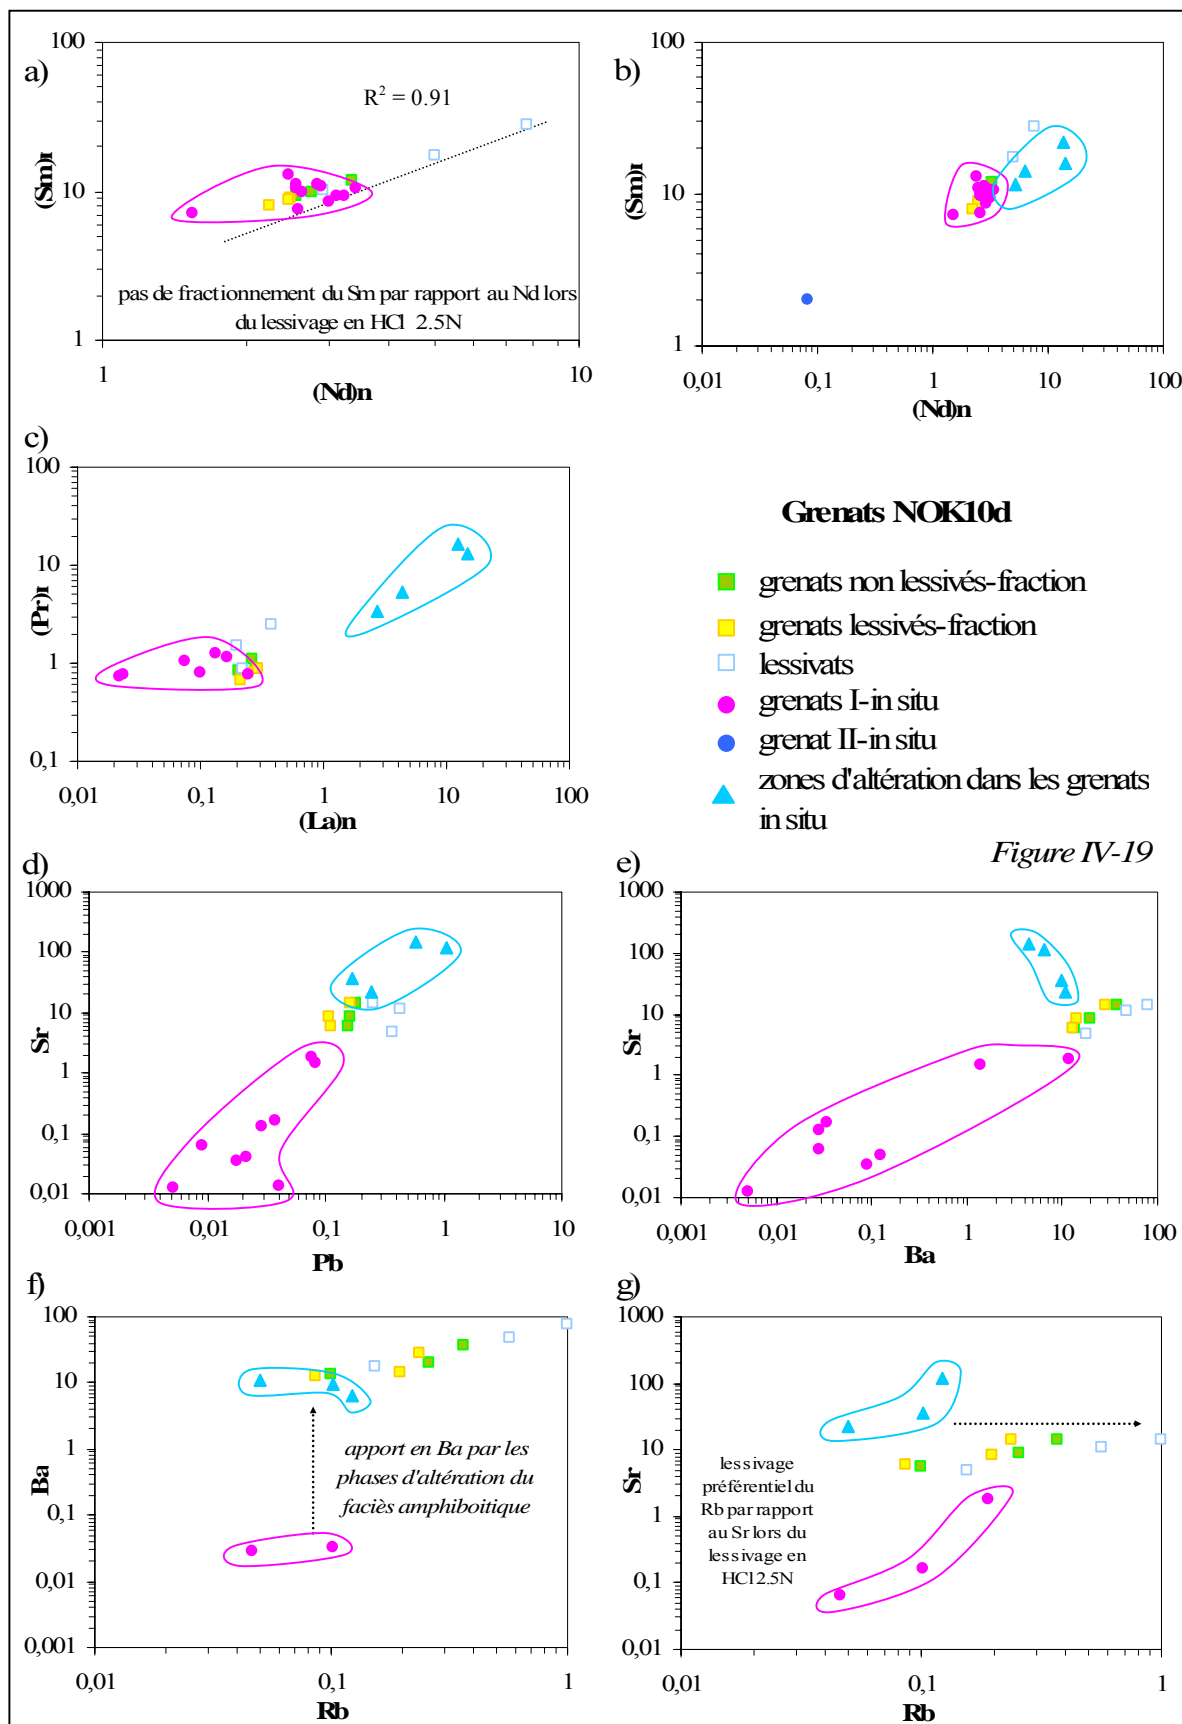 a)
100
10
1
(Sm)n
R² = 0.91
pas de fractionnement du Sm par rapport au Nd lors
du lessivage en HCl 2.5N
1
10
(Nd)n
b)
100
10
1
(Sm)n
0,01
0,1
1
10
100
(Nd)n
c)
100
10
1
0,1
(Pr)n
0,01
0,1
1
10
100
(La)n
Grenats NOK10d
grenats non lessivés-fraction
grenats lessivés-fraction
lessivats
grenats I-in situ
grenat II-in situ
zones d'altération dans les grenats
in situ
Figure IV-19
d)
1000
100
10
1
0,1
0,01
Sr
0,001
0,01
0,1
1
10
Pb
e)
1000
100
10
1
0,1
0,01
Sr
0,001
0,01
0,1
1
10
100
Ba
f)
100
10
1
0,1
0,01
0,001
Ba
apport en Ba par les
phases d'altération du
faciès amphiboitique
0,01
0,1
1
Rb
g)
1000
100
10
1
0,1
0,01
Sr
lessivage
préférentiel du
Rb par rapport
au Sr lors du
lessivage en
HCl 2.5N
0,01
0,1
1
Rb